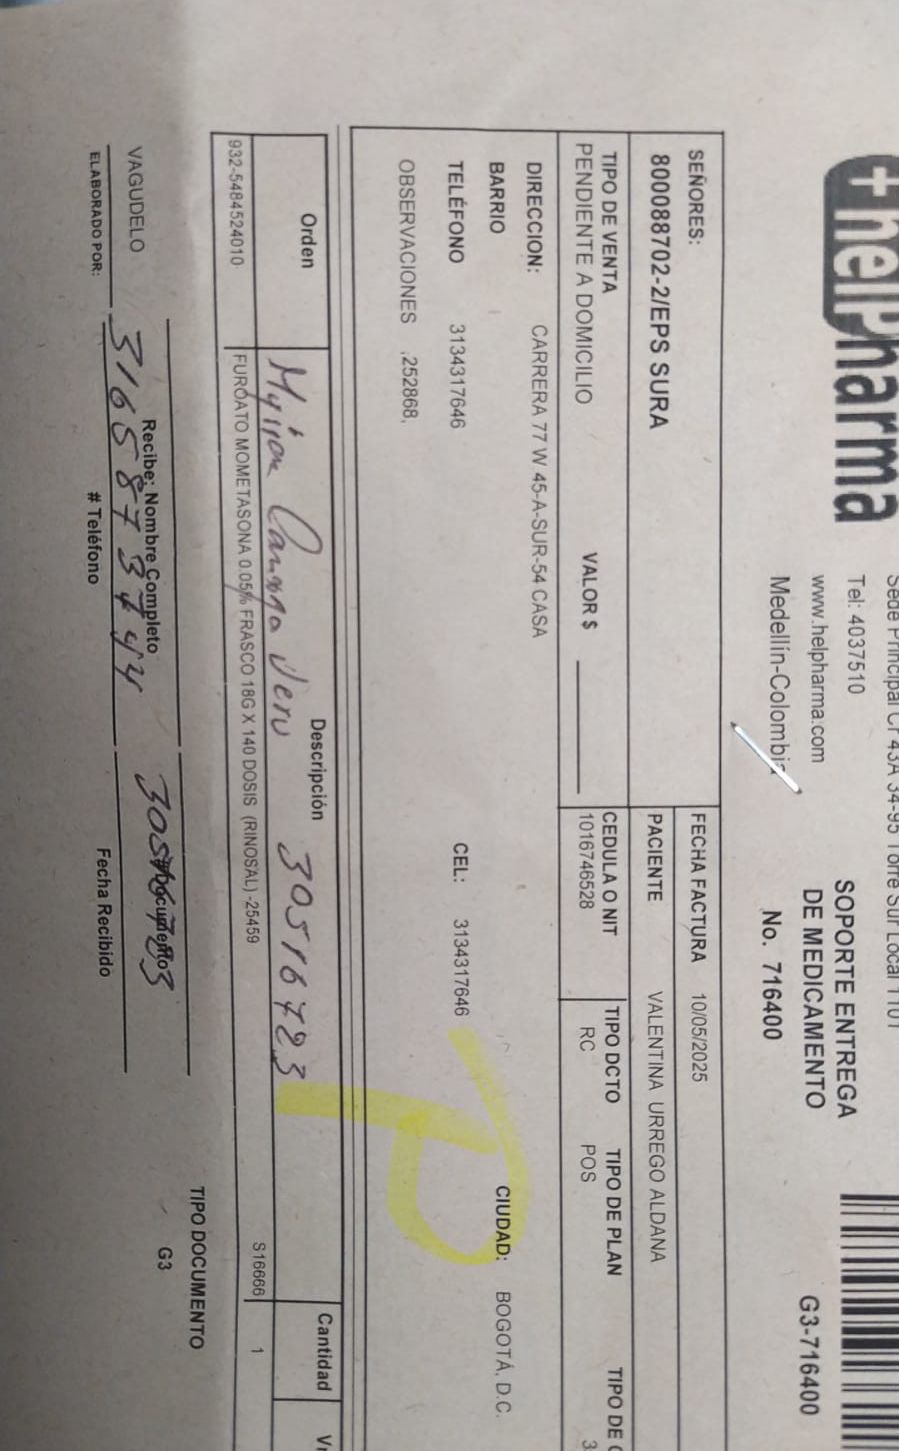 +helPharma
Sede Principal Cr 43A 34-95 Torre Sur Local 1101
Tel: 4037510
www.helpharma.com
Medellín-Colombia
SOPORTE ENTREGA
DE MEDICAMENTO
No. 716400
G3-716400
SEÑORES:
800088702-2/EPS SURA
FECHA FACTURA 10/05/2025
PACIENTE VALENTINA URREGO ALDANA
TIPO DE VENTA
PENDIENTE A DOMICILIO
VALOR $
CEDULA O NIT
1016746528
TIPO DCTO
RC
TIPO DE PLAN
POS
TIPO DE
3
DIRECCION: CARRERA 77 W 45-A-SUR-54 CASA
BARRIO
CIUDAD: BOGOTÁ, D.C.
TELÉFONO 3134317646
CEL: 3134317646
OBSERVACIONES .252868.
Orden Descripción Cantidad
30516783
932-5484524010 FUROATO MOMETASONA 0.05% FRASCO 18G X 140 DOSIS (RINOSAL) -25459 S16666 1
TIPO DOCUMENTO
G3
VAGUDELO
ELABORADO POR:
Recibe: Nombre Completo
3165873744
# Teléfono
Documento
Fecha Recibido